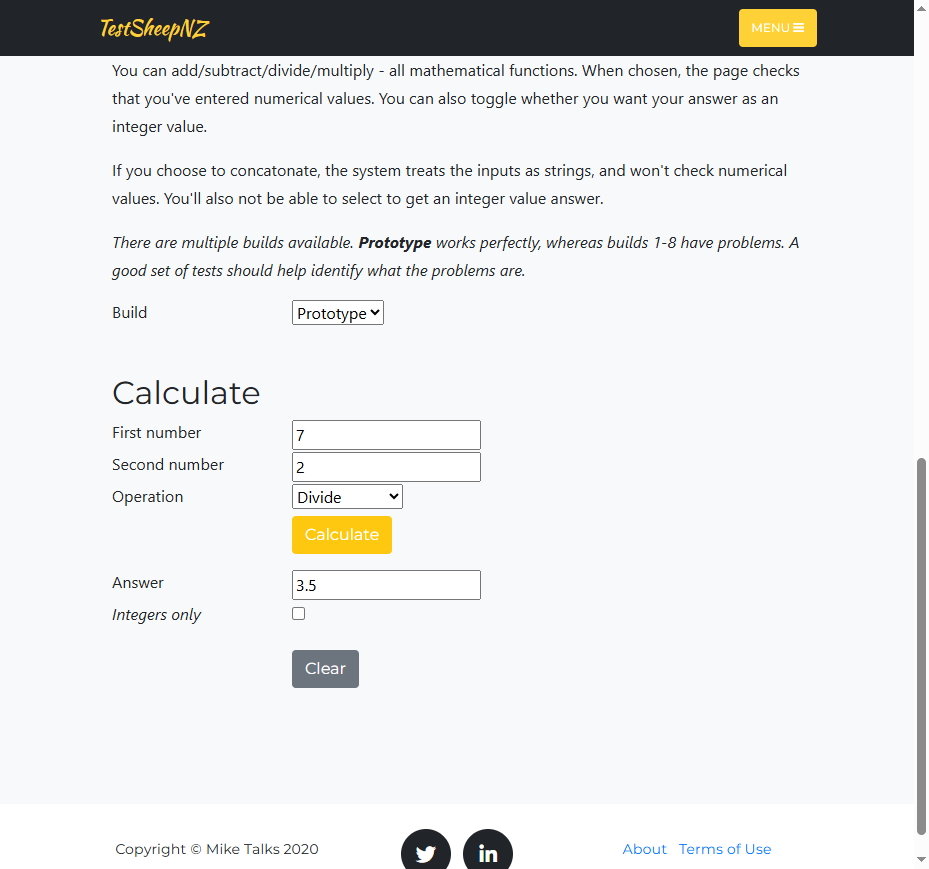 TestSheepNZ
MENU
You can add/subtract/divide/multiply - all mathematical functions. When chosen, the page checks
that you've entered numerical values. You can also toggle whether you want your answer as an
integer value.
If you choose to concatonate, the system treats the inputs as strings, and won't check numerical
values. You'll also not be able to select to get an integer value answer.
There are multiple builds available. Prototype works perfectly, whereas builds 1-8 have problems. A
good set of tests should help identify what the problems are.
Build Prototype
Calculate
First number 7
Second number 2
Operation Divide
Calculate
Answer 3.5
Integers only
Clear
Copyright © Mike Talks 2020 in About Terms of Use